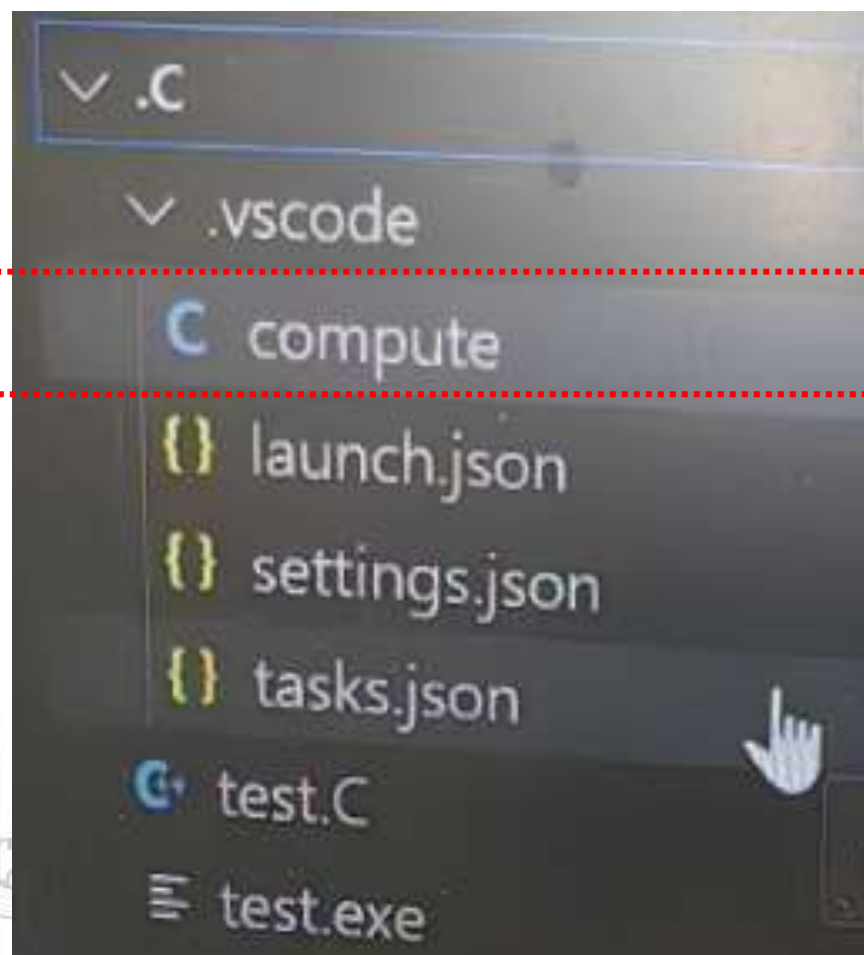 .C
.vscode
C compute
{} launch.json
{} settings.json
{} tasks.json
C+ test.C
test.exe